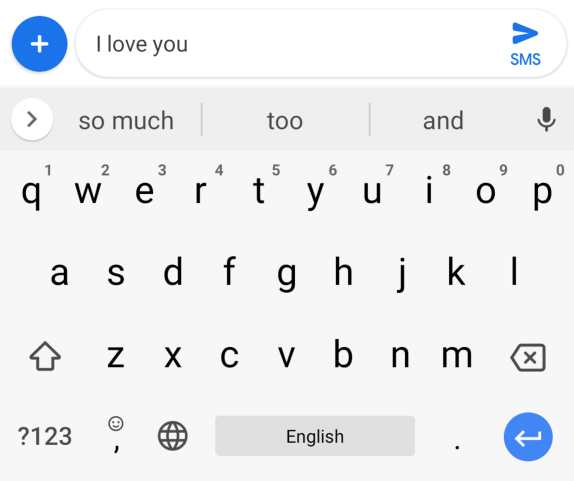 I love you
SMS
so much too and
1 2 3 4 5 6 7 8 9 0
q w e r t y u i o p
a s d f g h j k l
z x c v b n m
?123 , English .